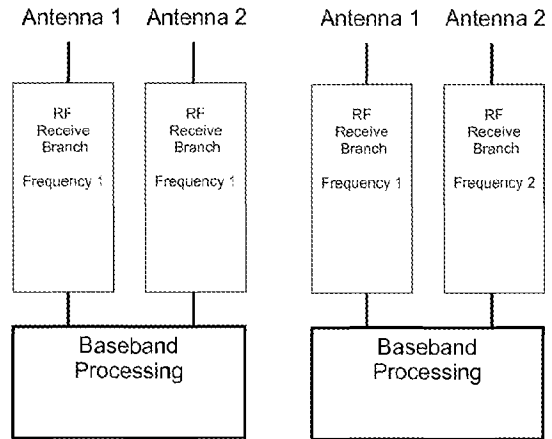 Antenna 1 Antenna 2 Antenna 1 Antenna 2
RF RF RF RF
Receive Receive Receive Receive
Branch Branch Branch Branch
Frequency 1 Frequency 1 Frequency 1 Frequency 2
Baseband Baseband
Processing Processing